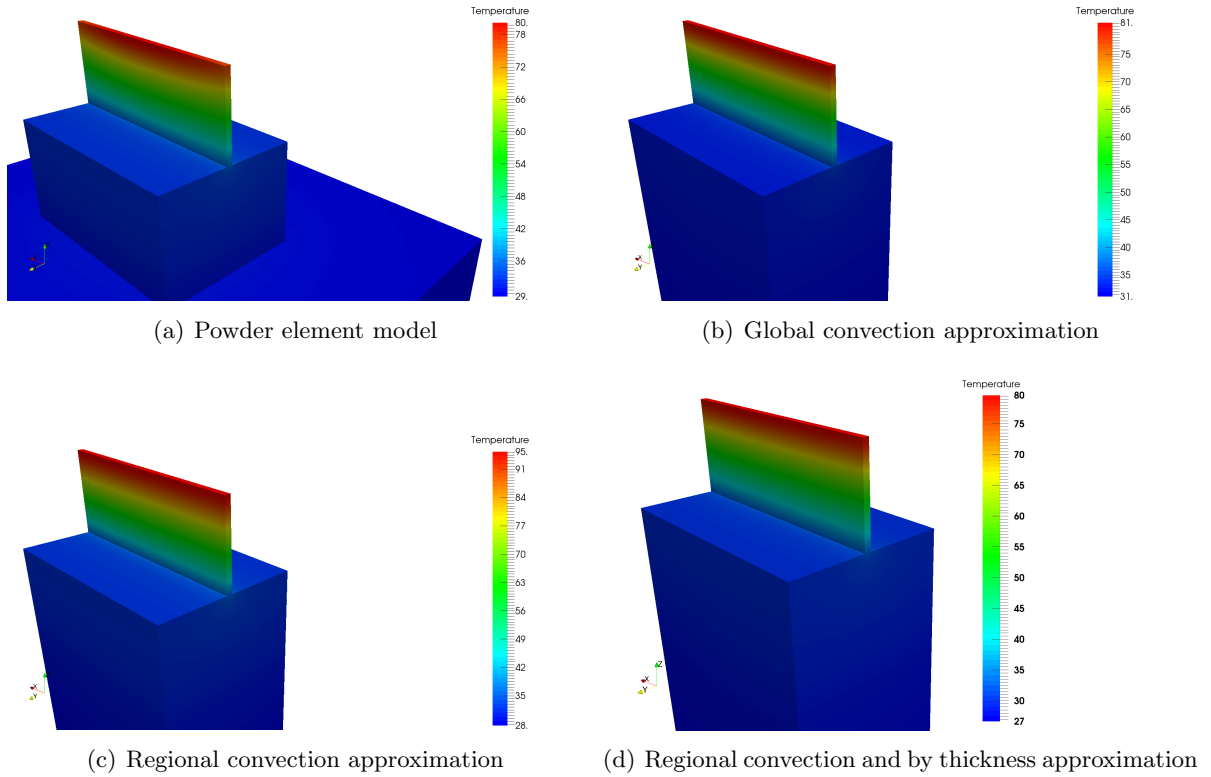 Temperature
80.
78
72
66
60
54
48
42
36
29.
(a) Powder element model
Temperature
81.
75
70
65
60
55
50
45
40
35
31.
X
Y
(b) Global convection approximation
Temperature
95.
91
84
77
70
63
56
49
42
35
28.
X
Y
(c) Regional convection approximation
Temperature
80
75
70
65
60
55
50
45
40
35
30
27
Z
X
Y
(d) Regional convection and by thickness approximation